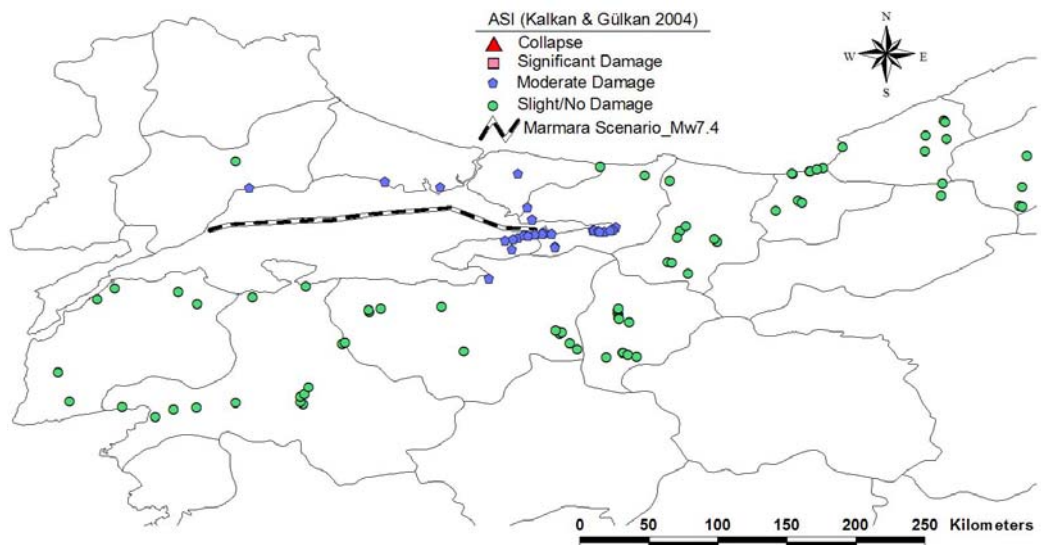 ASI (Kalkan & Gülkan 2004)
Collapse
Significant Damage
Moderate Damage
Slight/No Damage
Marmara Scenario_Mw7.4
N
W E
S
0 50 100 150 200 250 Kilometers